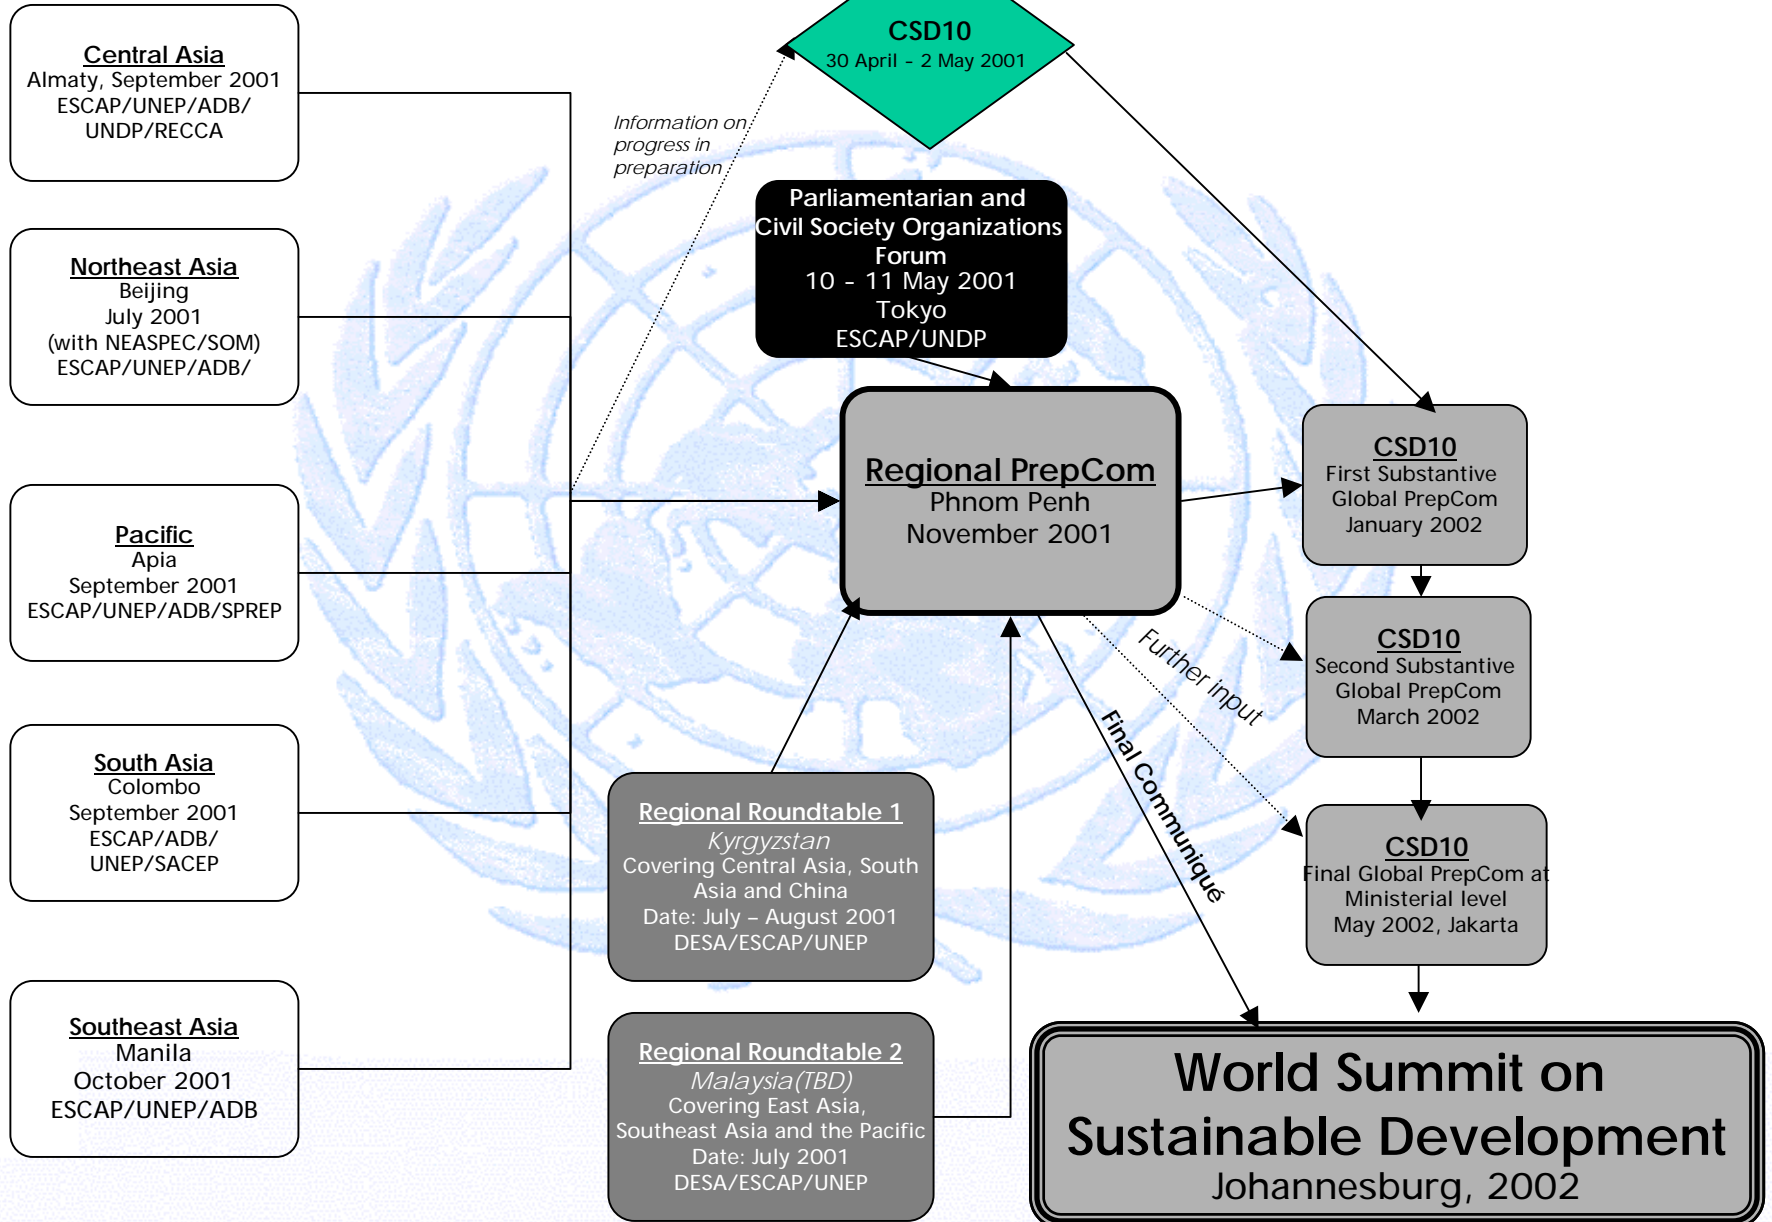 Central Asia
Almaty, September 2001
ESCAP/UNEP/ADB/
UNDP/RECCA
Northeast Asia
Beijing
July 2001
(with NEASPEC/SOM)
ESCAP/UNEP/ADB/
Pacific
Apia
September 2001
ESCAP/UNEP/ADB/SPREP
South Asia
Colombo
September 2001
ESCAP/ADB/
UNEP/SACEP
Southeast Asia
Manila
October 2001
ESCAP/UNEP/ADB
Information on
progress in
preparation
CSD10
30 April - 2 May 2001
Parliamentarian and
Civil Society Organizations
Forum
10 - 11 May 2001
Tokyo
ESCAP/UNDP
Regional PrepCom
Phnom Penh
November 2001
Regional Roundtable 1
Kyrgyzstan
Covering Central Asia, South
Asia and China
Date: July – August 2001
DESA/ESCAP/UNEP
Regional Roundtable 2
Malaysia(TBD)
Covering East Asia,
Southeast Asia and the Pacific
Date: July 2001
DESA/ESCAP/UNEP
Further input
Final Communiqué
CSD10
First Substantive
Global PrepCom
January 2002
CSD10
Second Substantive
Global PrepCom
March 2002
CSD10
Final Global PrepCom at
Ministerial level
May 2002, Jakarta
World Summit on
Sustainable Development
Johannesburg, 2002